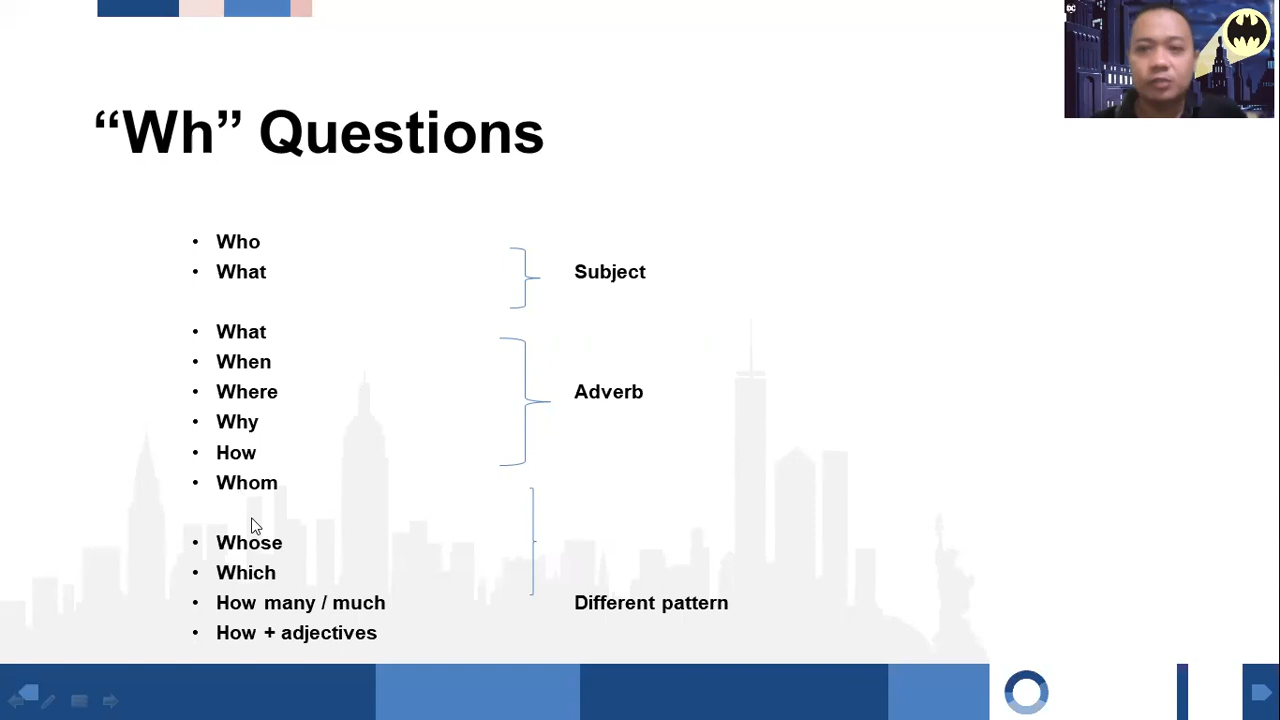 DC
“Wh” Questions
• Who
• What
Subject
• What
• When
• Where
Adverb
• Why
• How
• Whom
• Whose
• Which
• How many / much
Different pattern
• How + adjectives